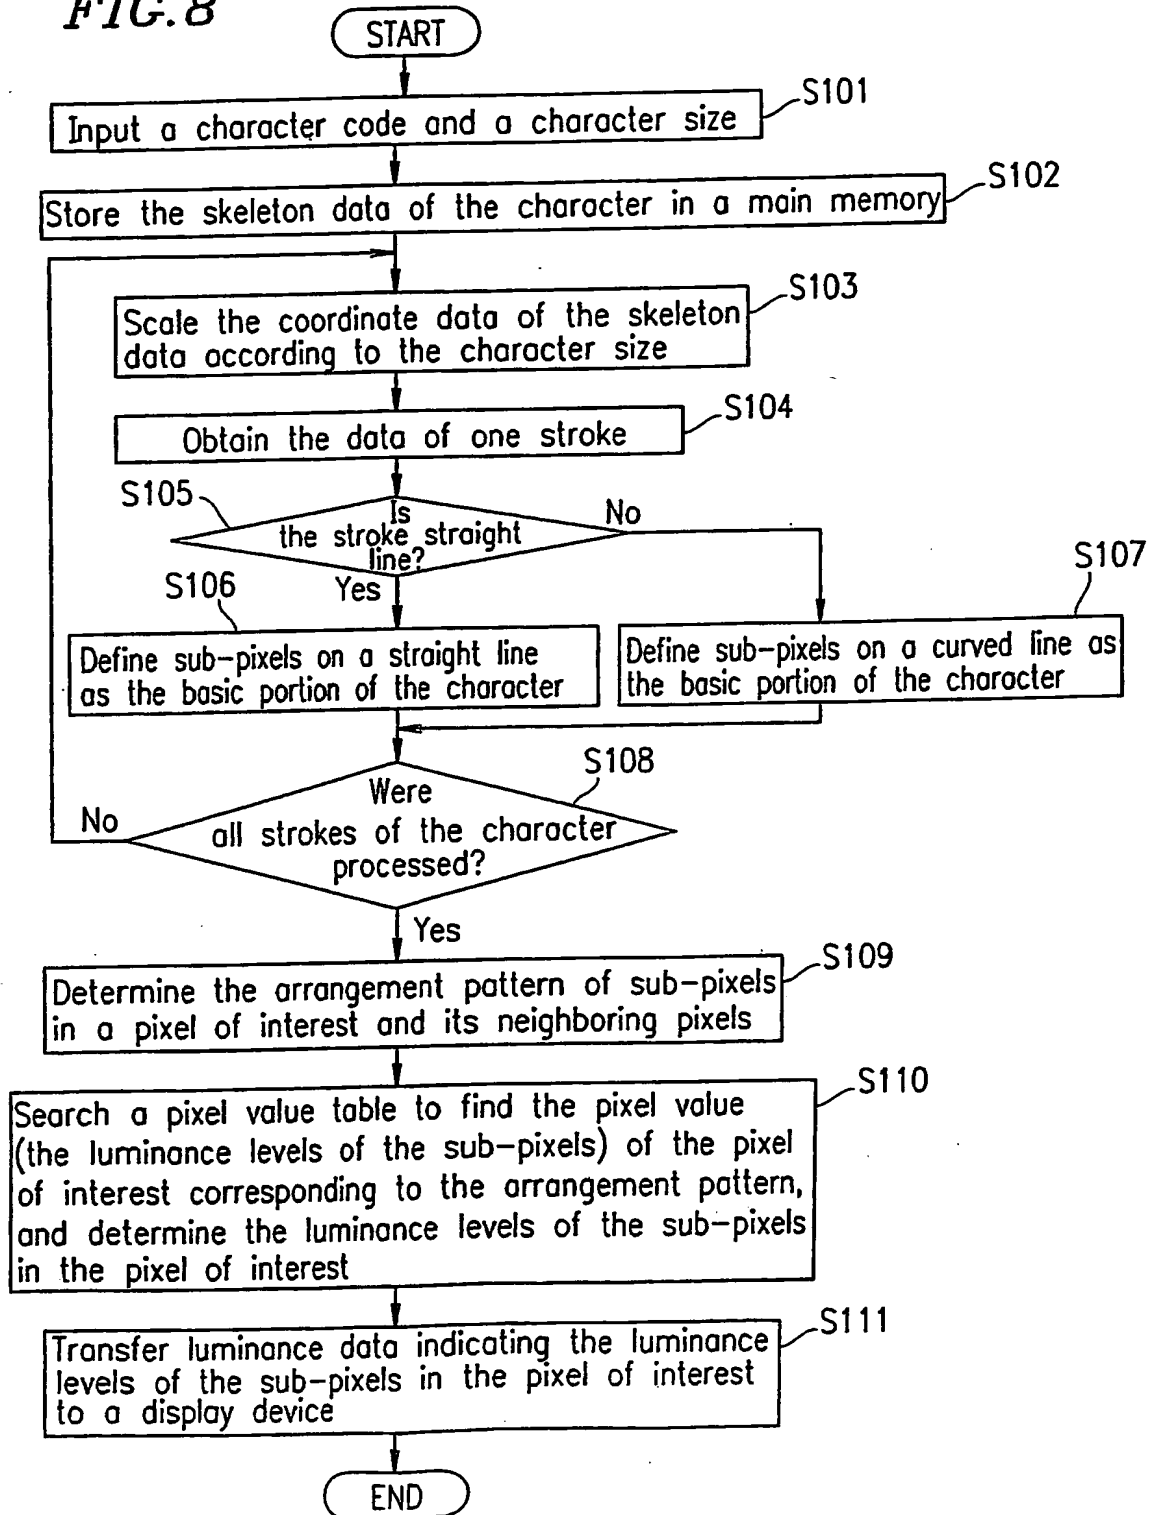 FIG.8
START
S101
Input a character code and a character size
S102
Store the skeleton data of the character in a main memory
S103
Scale the coordinate data of the skeleton
data according to the character size
S104
Obtain the data of one stroke
S105
Is
the stroke straight
line?
No
Yes
S106
Define sub-pixels on a straight line
as the basic portion of the character
S107
Define sub-pixels on a curved line as
the basic portion of the character
S108
Were
all strokes of the character
processed?
No
Yes
S109
Determine the arrangement pattern of sub-pixels
in a pixel of interest and its neighboring pixels
S110
Search a pixel value table to find the pixel value
(the luminance levels of the sub-pixels) of the pixel
of interest corresponding to the arrangement pattern,
and determine the luminance levels of the sub-pixels
in the pixel of interest
S111
Transfer luminance data indicating the luminance
levels of the sub-pixels in the pixel of interest
to a display device
END